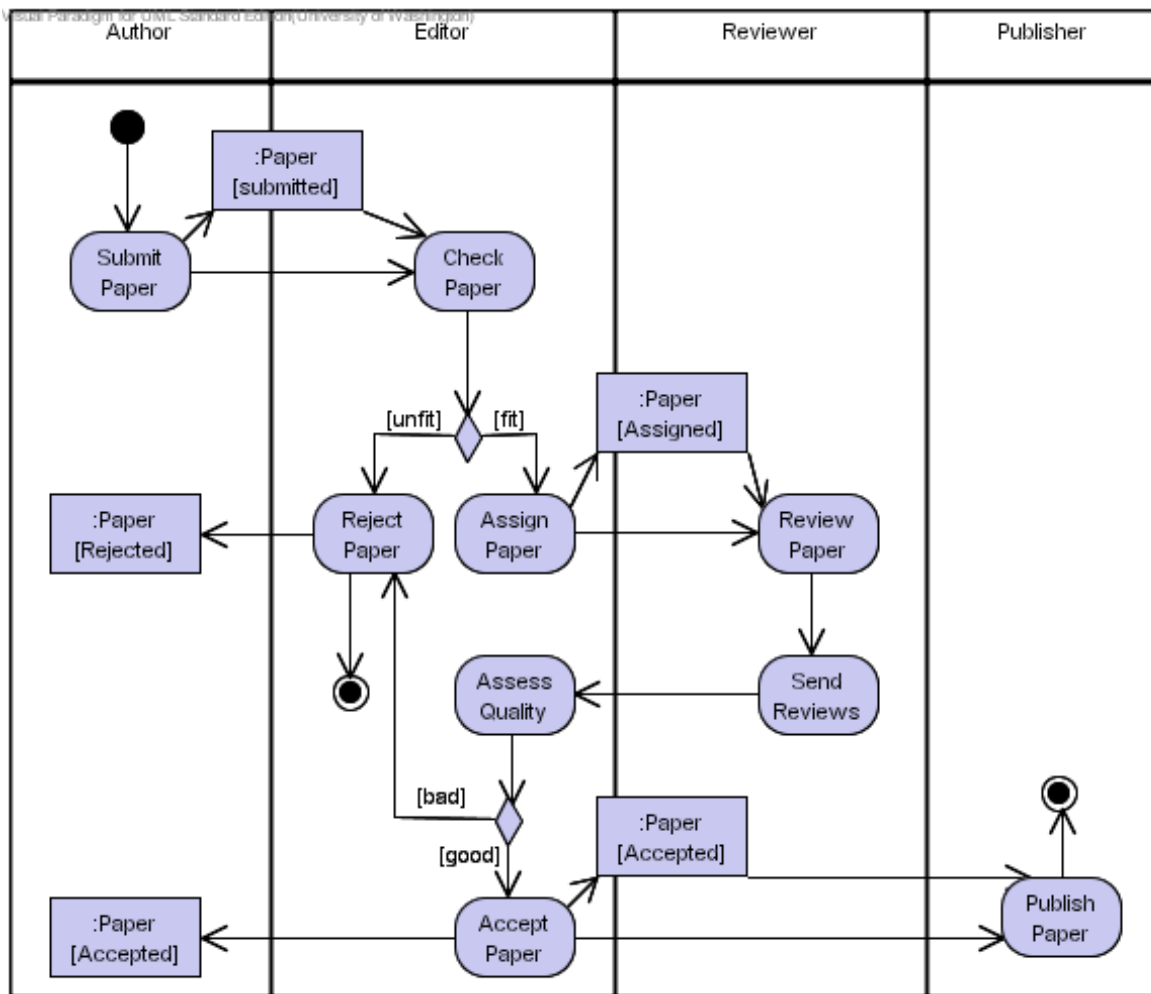 Visual Paradigm for UML Standard Edition(University of Washington)
Author
Editor
Reviewer
Publisher
:Paper
[submitted]
Submit
Paper
Check
Paper
[unfit]
[fit]
:Paper
[Assigned]
:Paper
[Rejected]
Reject
Paper
Assign
Paper
Review
Paper
Assess
Quality
Send
Reviews
[bad]
:Paper
[Accepted]
[good]
:Paper
[Accepted]
Accept
Paper
Publish
Paper